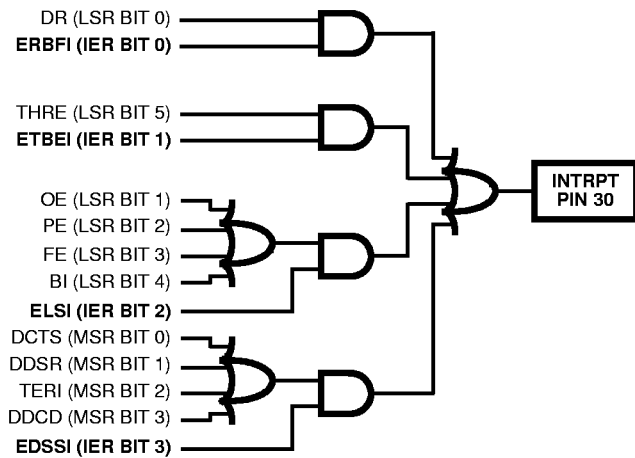 DR (LSR BIT 0)
ERBFI (IER BIT 0)
THRE (LSR BIT 5)
ETBEI (IER BIT 1)
OE (LSR BIT 1)
PE (LSR BIT 2)
FE (LSR BIT 3)
BI (LSR BIT 4)
ELSI (IER BIT 2)
DCTS (MSR BIT 0)
DDSR (MSR BIT 1)
TERI (MSR BIT 2)
DDCD (MSR BIT 3)
EDSSI (IER BIT 3)
INTRPT
PIN 30